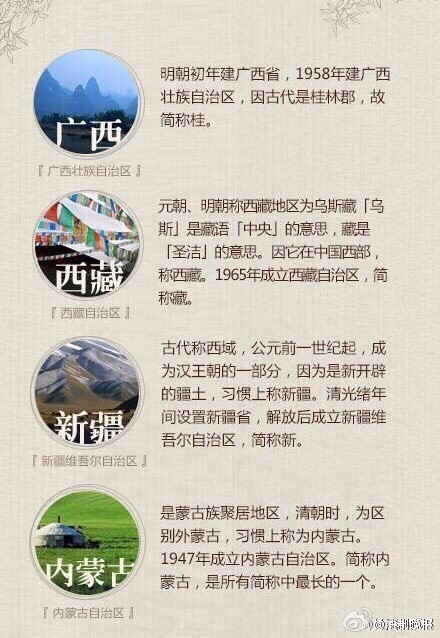 明朝初年建广西省，1958年建广西
壮族自治区，因古代是桂林郡，故
简称桂。
广西
『 广西壮族自治区 』
元朝、明朝称西藏地区为乌斯藏「乌
斯」是藏语「中央」的意思，藏是
「圣洁」的意思。因它在中国西部，
称西藏。1965年成立西藏自治区，简
称藏。
西藏
『 西藏自治区 』
古代称西域，公元前一世纪起，成
为汉王朝的一部分，因为是新开辟
的疆土，习惯上称新疆。清光绪年
间设置新疆省，解放后成立新疆维
吾尔自治区，简称新。
新疆
『 新疆维吾尔自治区 』
是蒙古族聚居地区，清朝时，为区
别外蒙古，习惯上称为内蒙古。
1947年成立内蒙古自治区。简称内
蒙古，是所有简称中最长的一个。
内蒙古
『 内蒙古自治区 』